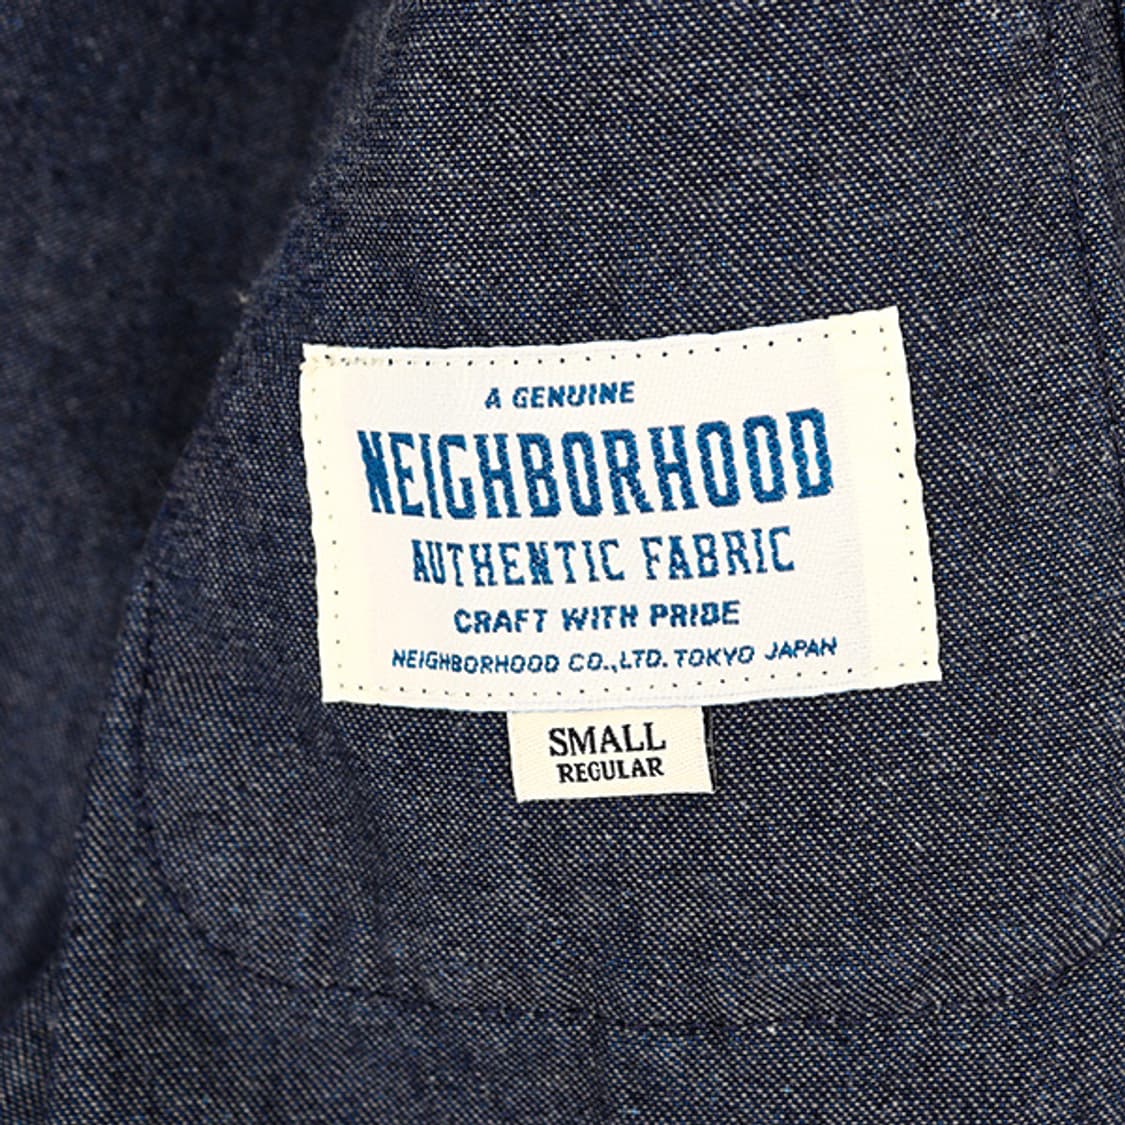 A GENUINE
NEIGHBORHOOD
AUTHENTIC FABRIC
CRAFT WITH PRIDE
NEIGHBORHOOD CO.,LTD. TOKYO JAPAN
SMALL
REGULAR